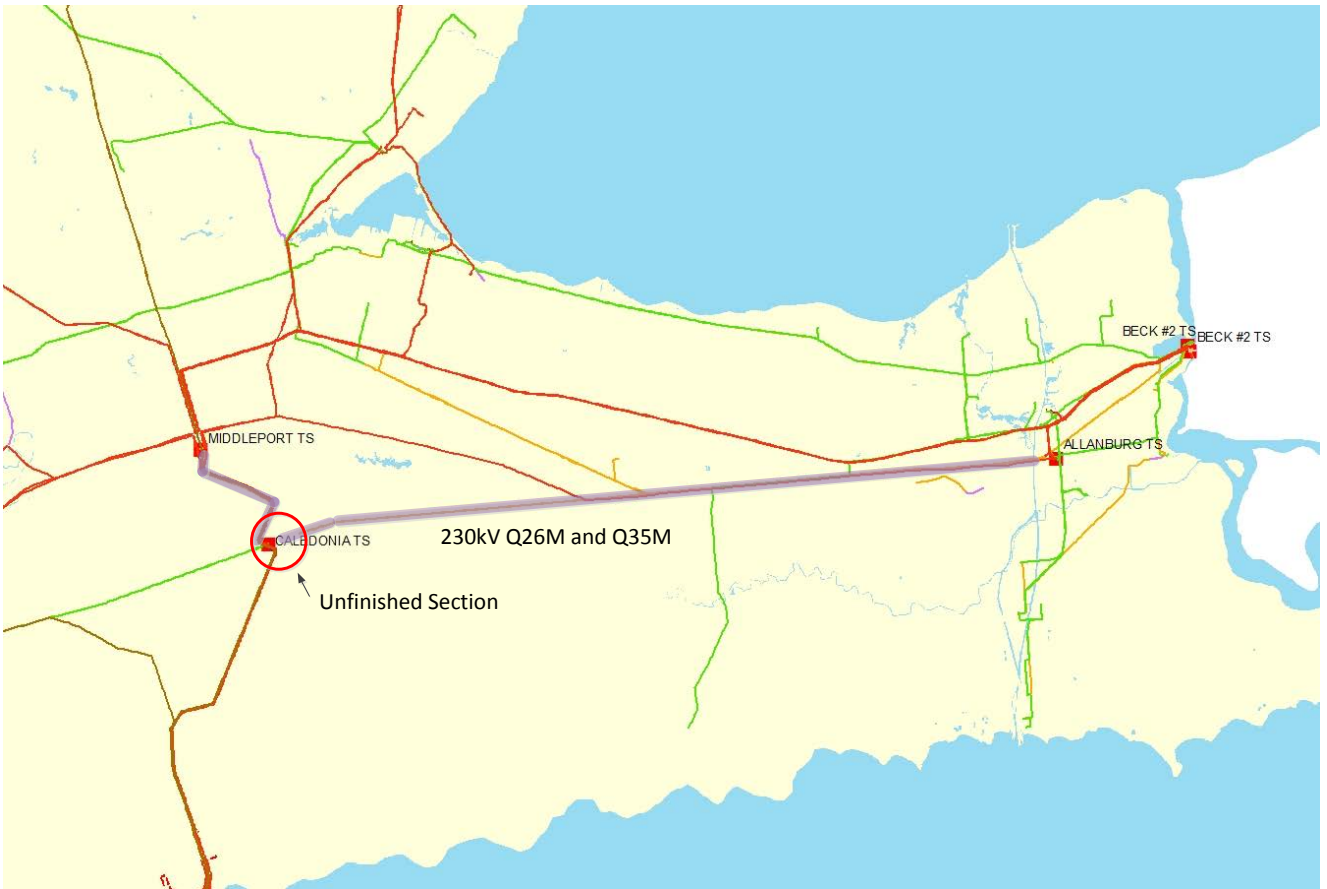 BECK #2 TS
BECK #2 TS
MIDDLEPORT TS
ALLANBURG TS
CALEDONIA TS
230kV Q26M and Q35M
Unfinished Section